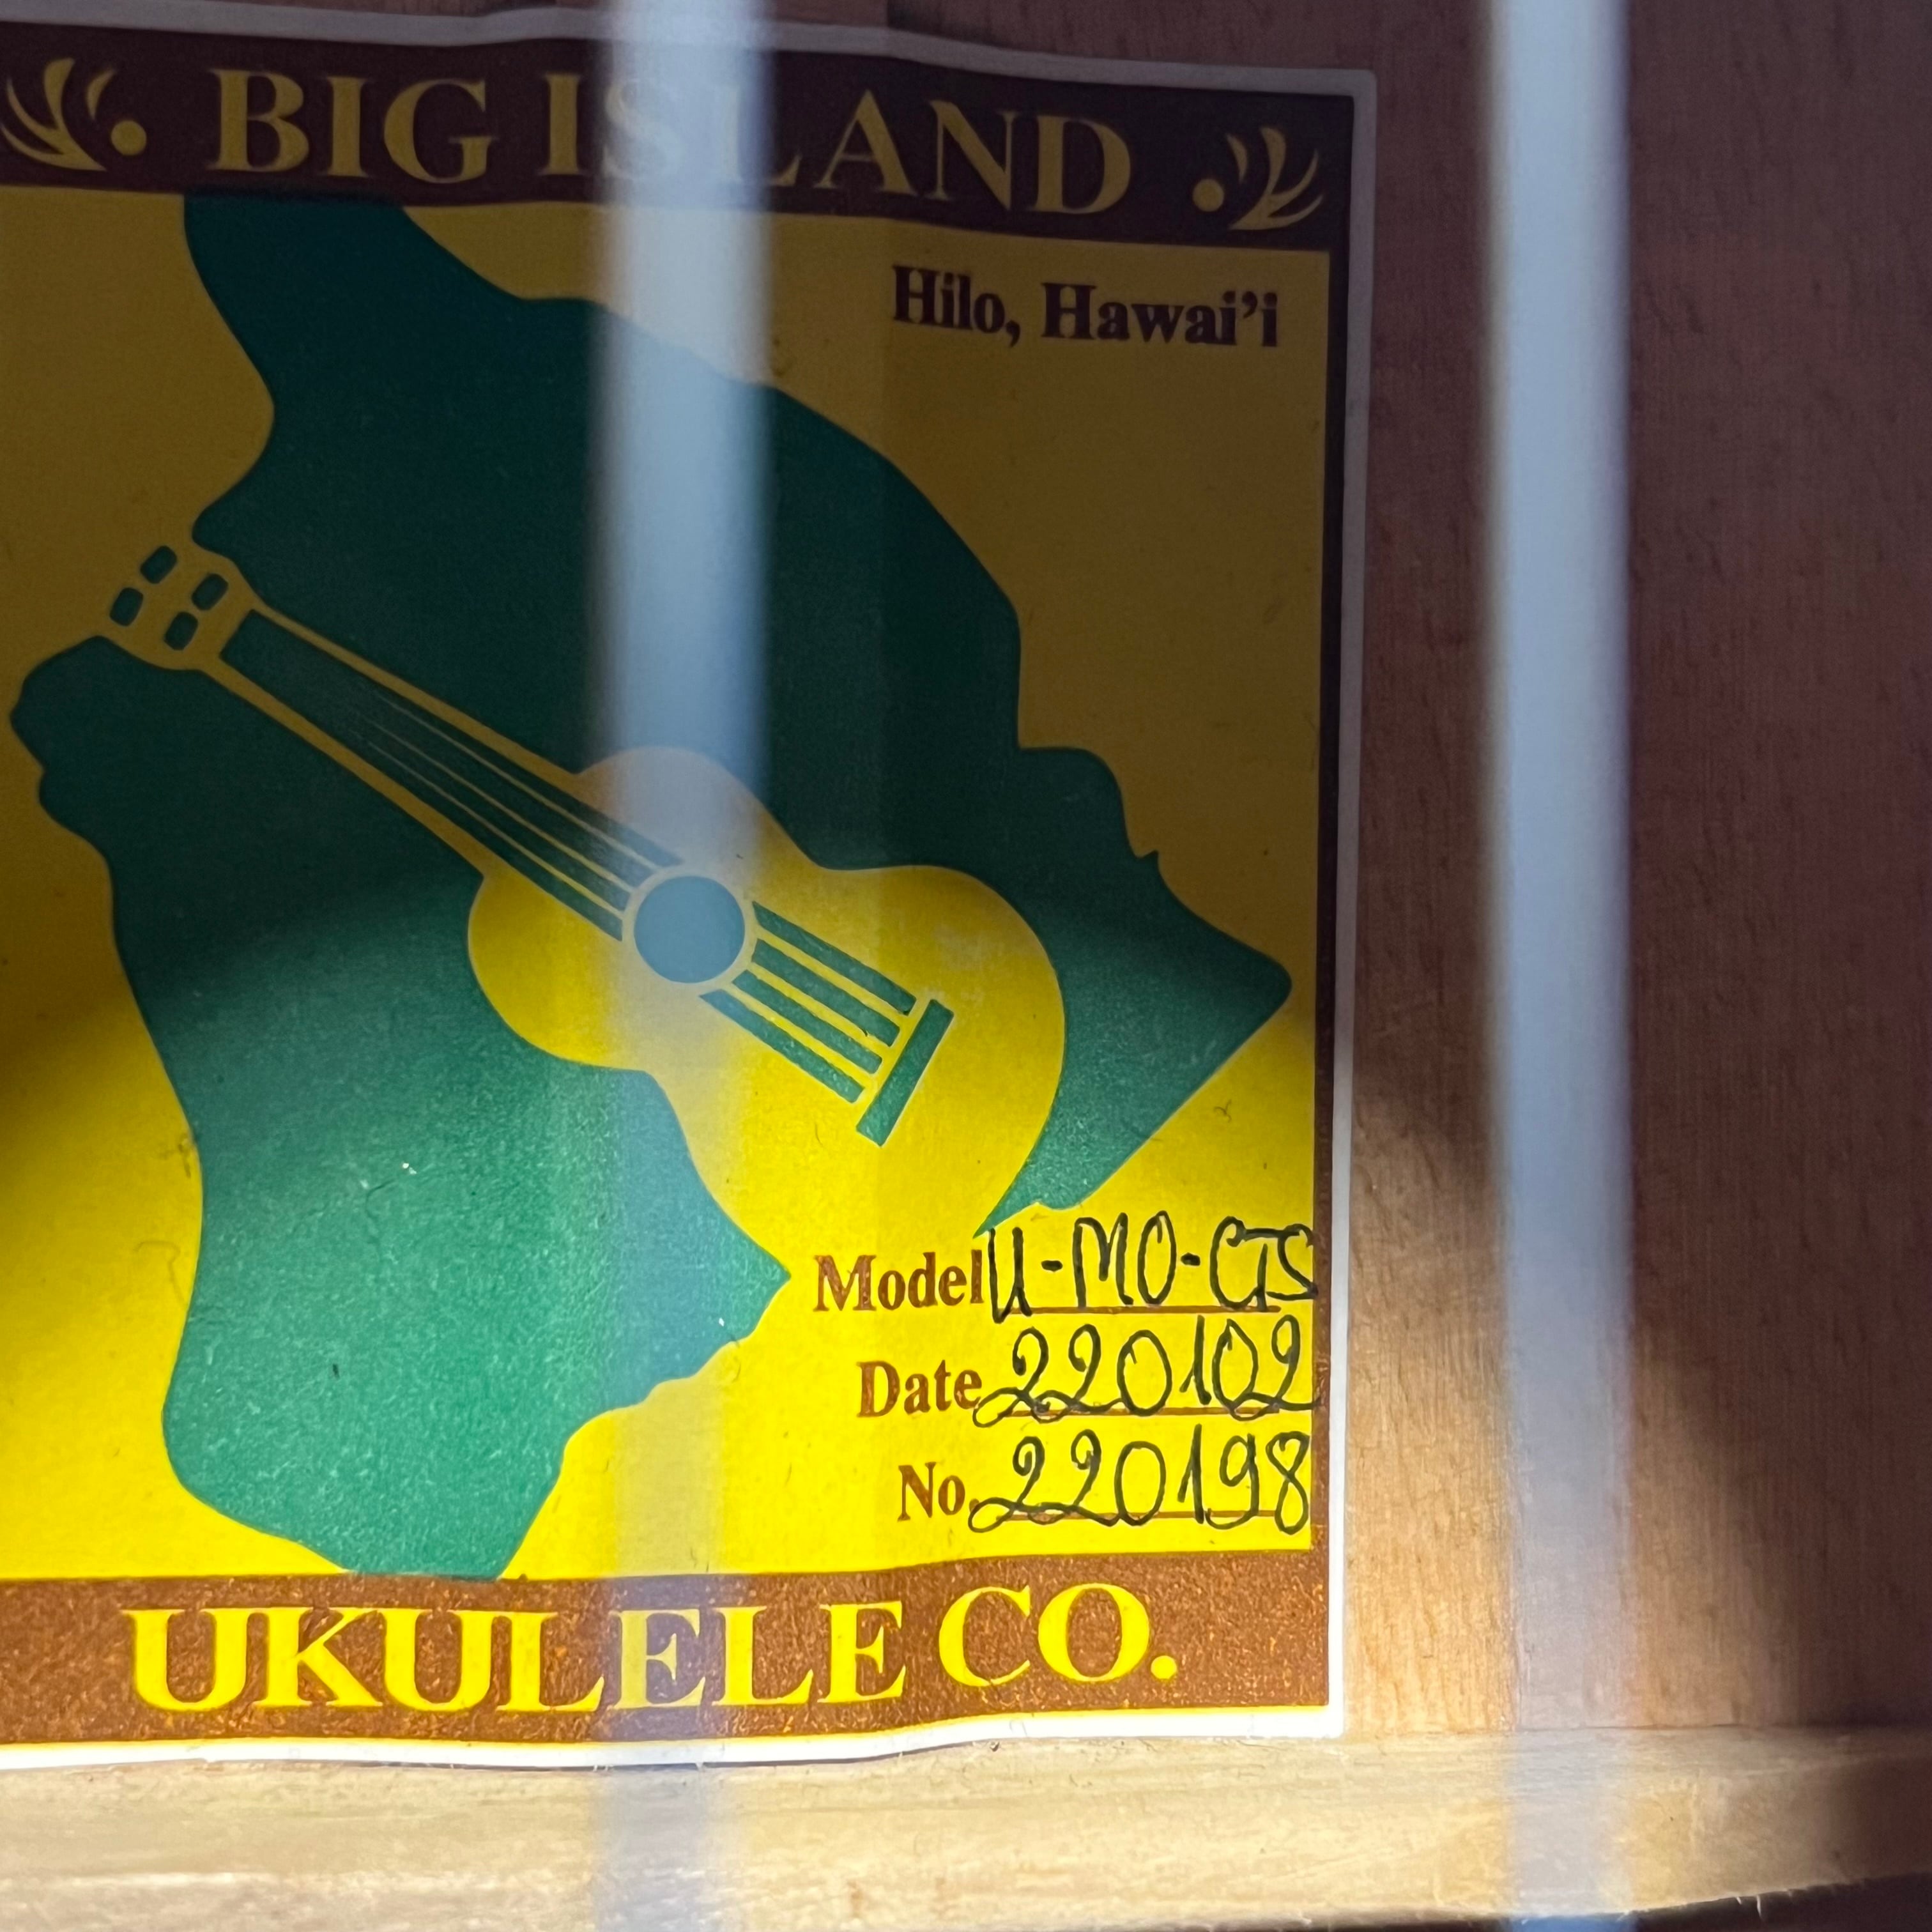 BIG ISLAND
Hilo, Hawai'i
Model U-MO-CTS
Date 220102
No. 220198
UKULELE CO.